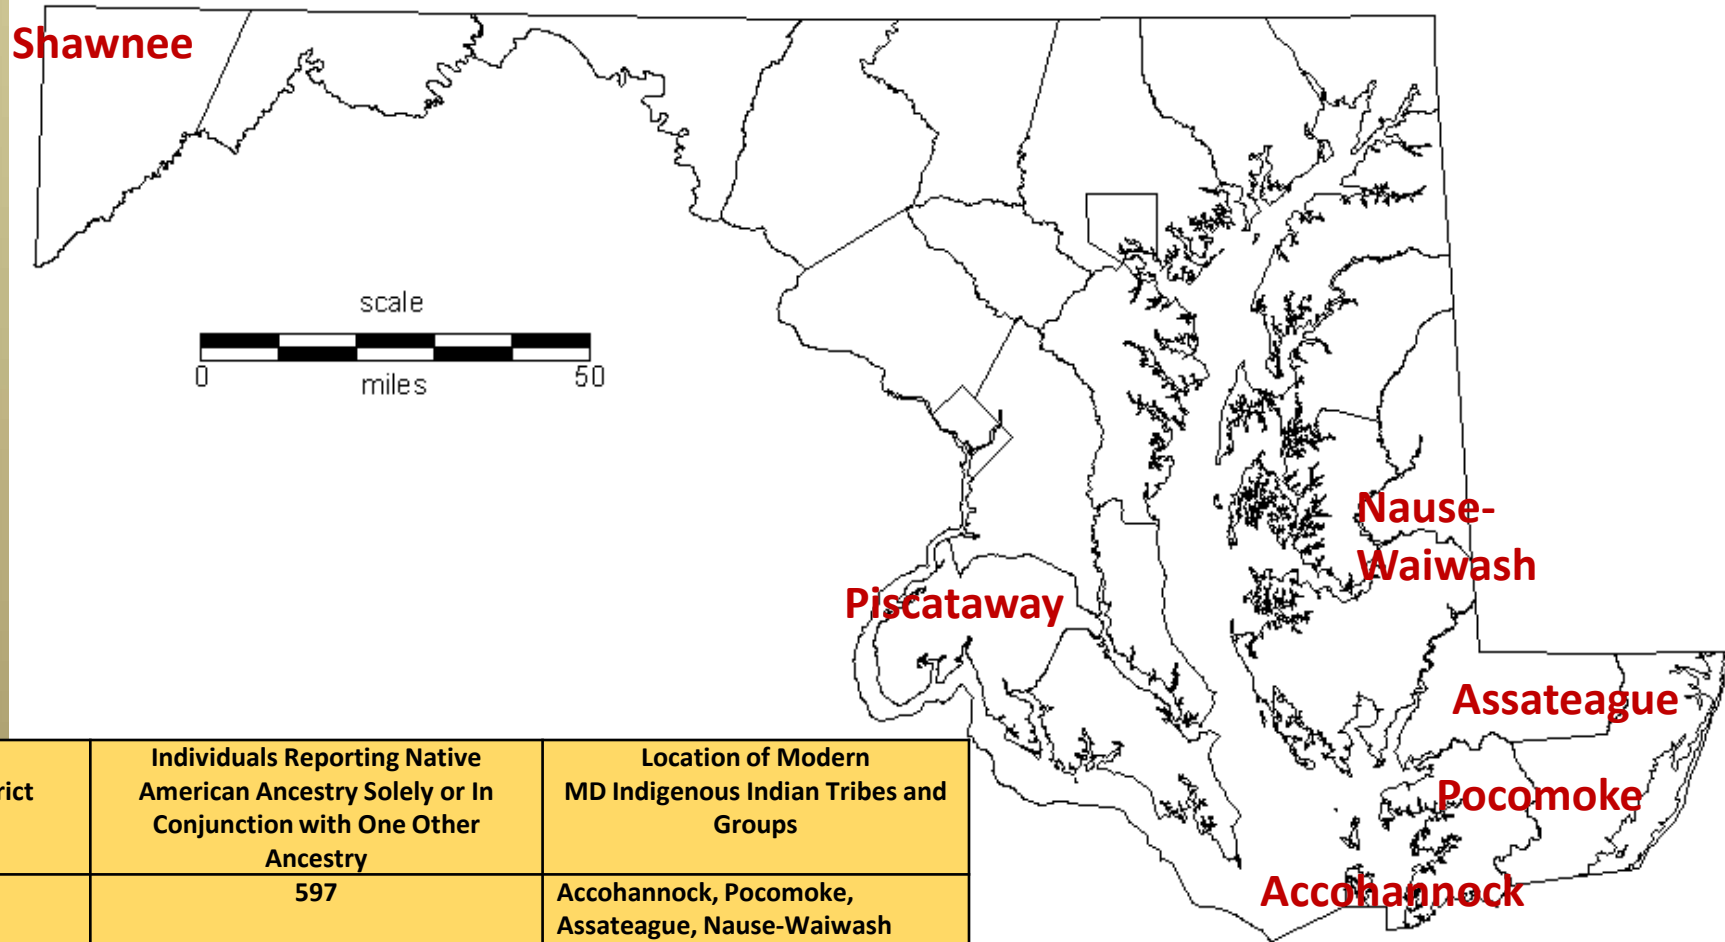 Shawnee
scale
0
miles
50
Nause-
Waiwash
Piscataway
Assateague
Pocomoke
Accohannock
rict
Individuals Reporting Native
American Ancestry Solely or In
Conjunction with One Other
Ancestry
Location of Modern
MD Indigenous Indian Tribes and
Groups
597
Accohannock, Pocomoke,
Assateague, Nause-Waiwash